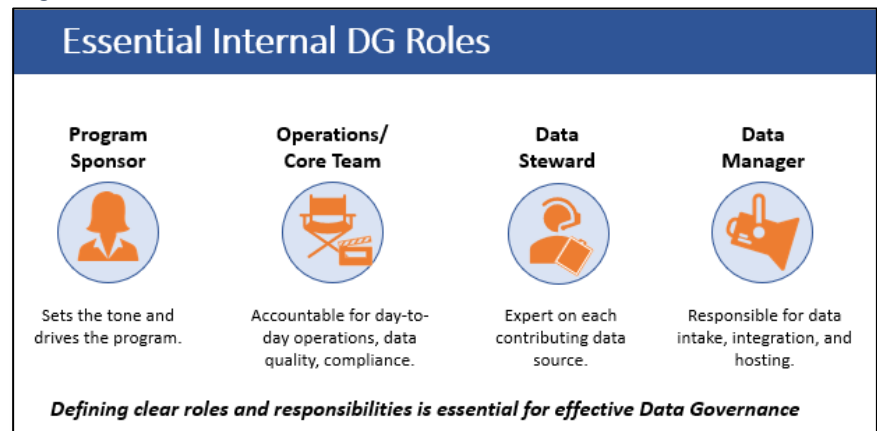 Essential Internal DG Roles
Program
Sponsor
Sets the tone and
drives the program.
Operations/
Core Team
Accountable for day-to-
day operations, data
quality, compliance.
Data
Steward
Expert on each
contributing data
source.
Data
Manager
Responsible for data
intake, integration, and
hosting.
Defining clear roles and responsibilities is essential for effective Data Governance